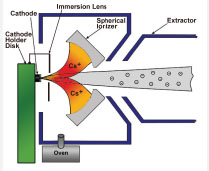 Cathode
Immersion Lens
Spherical
Ionizer
Extractor
Cathode
Holder
Disk
Cs+
Cs+
Oven